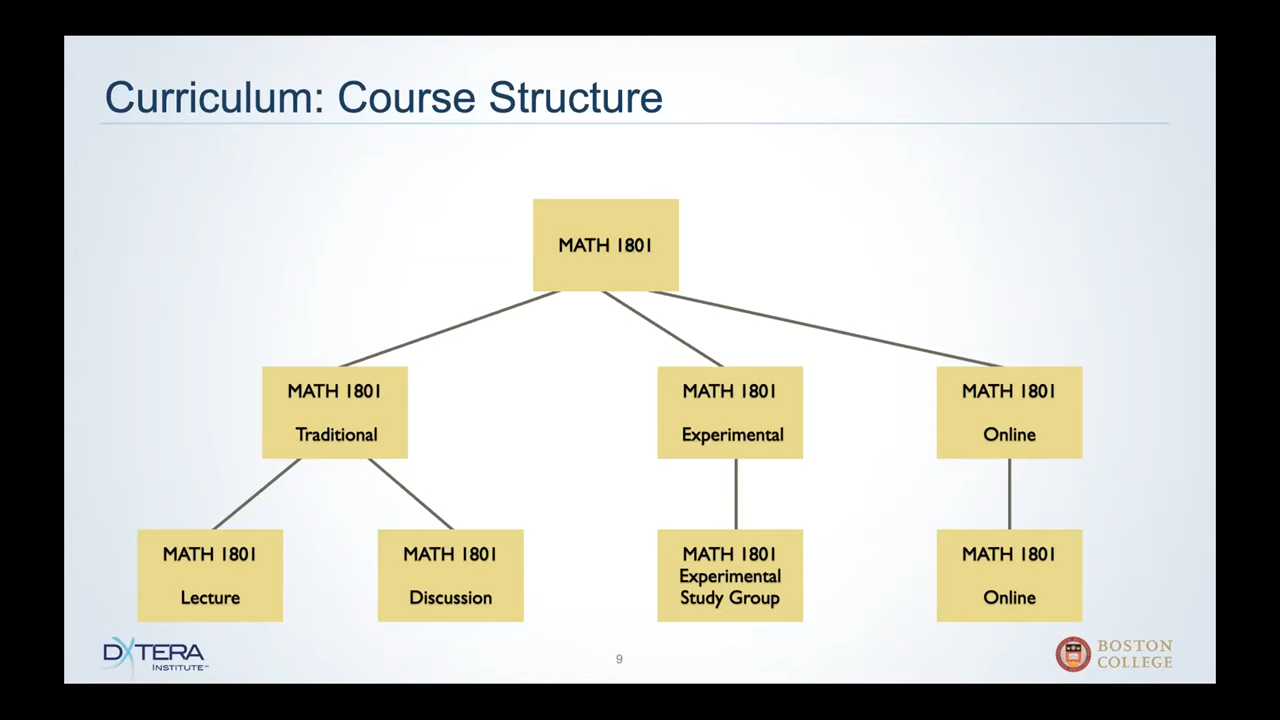 Curriculum: Course Structure
MATH 1801
MATH 1801
Traditional
MATH 1801
Experimental
MATH 1801
Online
MATH 1801
Lecture
MATH 1801
Discussion
MATH 1801
Experimental
Study Group
MATH 1801
Online
DXTERA
INSTITUTE™
9
BOSTON
COLLEGE